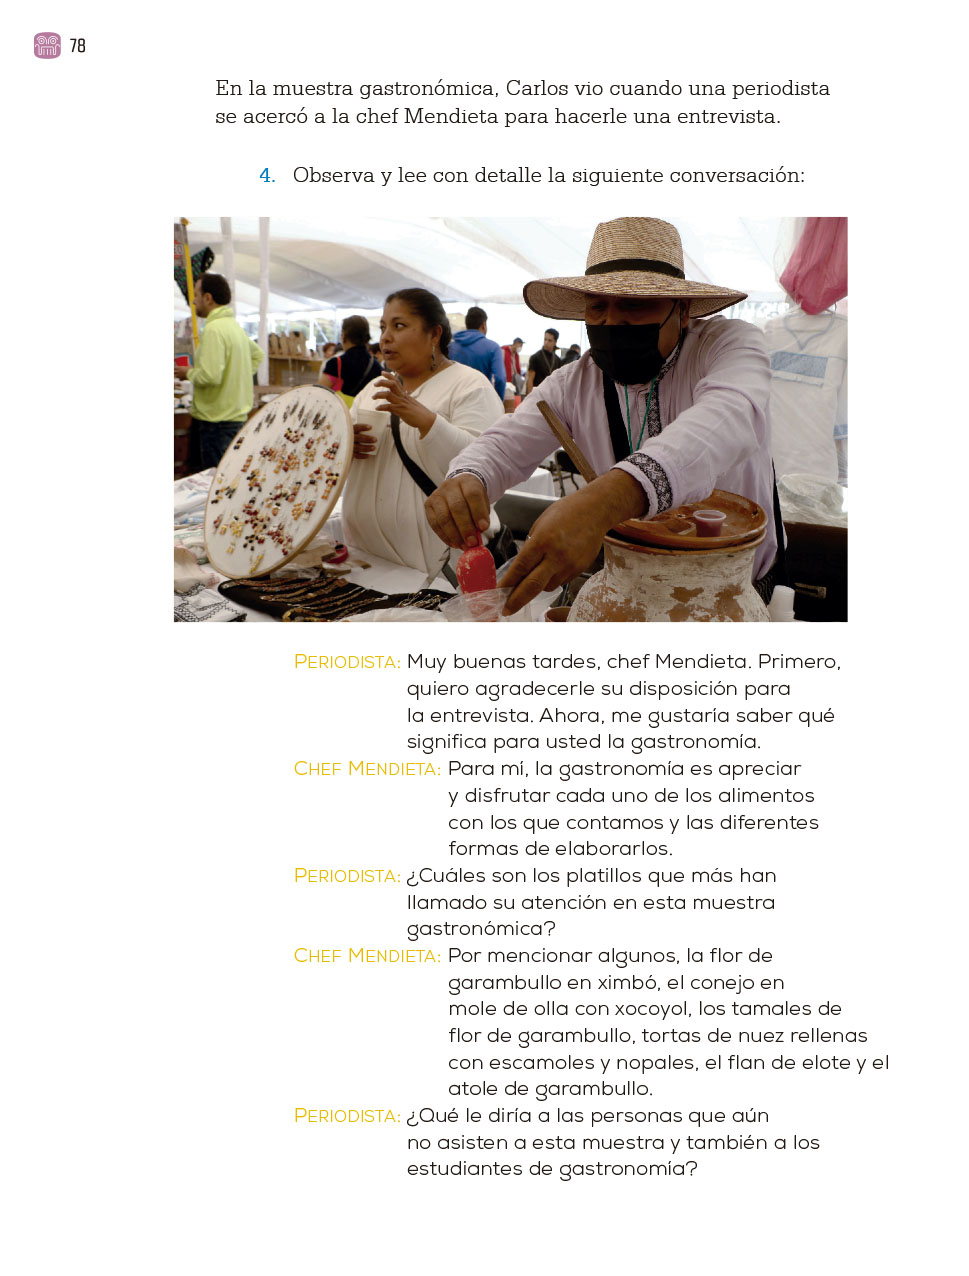 78
En la muestra gastronómica, Carlos vio cuando una periodista
se acercó a la chef Mendieta para hacerle una entrevista.
4. Observa y lee con detalle la siguiente conversación:
PERIODISTA: Muy buenas tardes, chef Mendieta. Primero,
quiero agradecerle su disposición para
la entrevista. Ahora, me gustaría saber qué
significa para usted la gastronomía.
CHEF MENDIETA: Para mí, la gastronomía es apreciar
y disfrutar cada uno de los alimentos
con los que contamos y las diferentes
formas de elaborarlos.
PERIODISTA: ¿Cuáles son los platillos que más han
llamado su atención en esta muestra
gastronómica?
CHEF MENDIETA: Por mencionar algunos, la flor de
garambullo en ximbó, el conejo en
mole de olla con xocoyol, los tamales de
flor de garambullo, tortas de nuez rellenas
con escamoles y nopales, el flan de elote y el
atole de garambullo.
PERIODISTA: ¿Qué le diría a las personas que aún
no asisten a esta muestra y también a los
estudiantes de gastronomía?